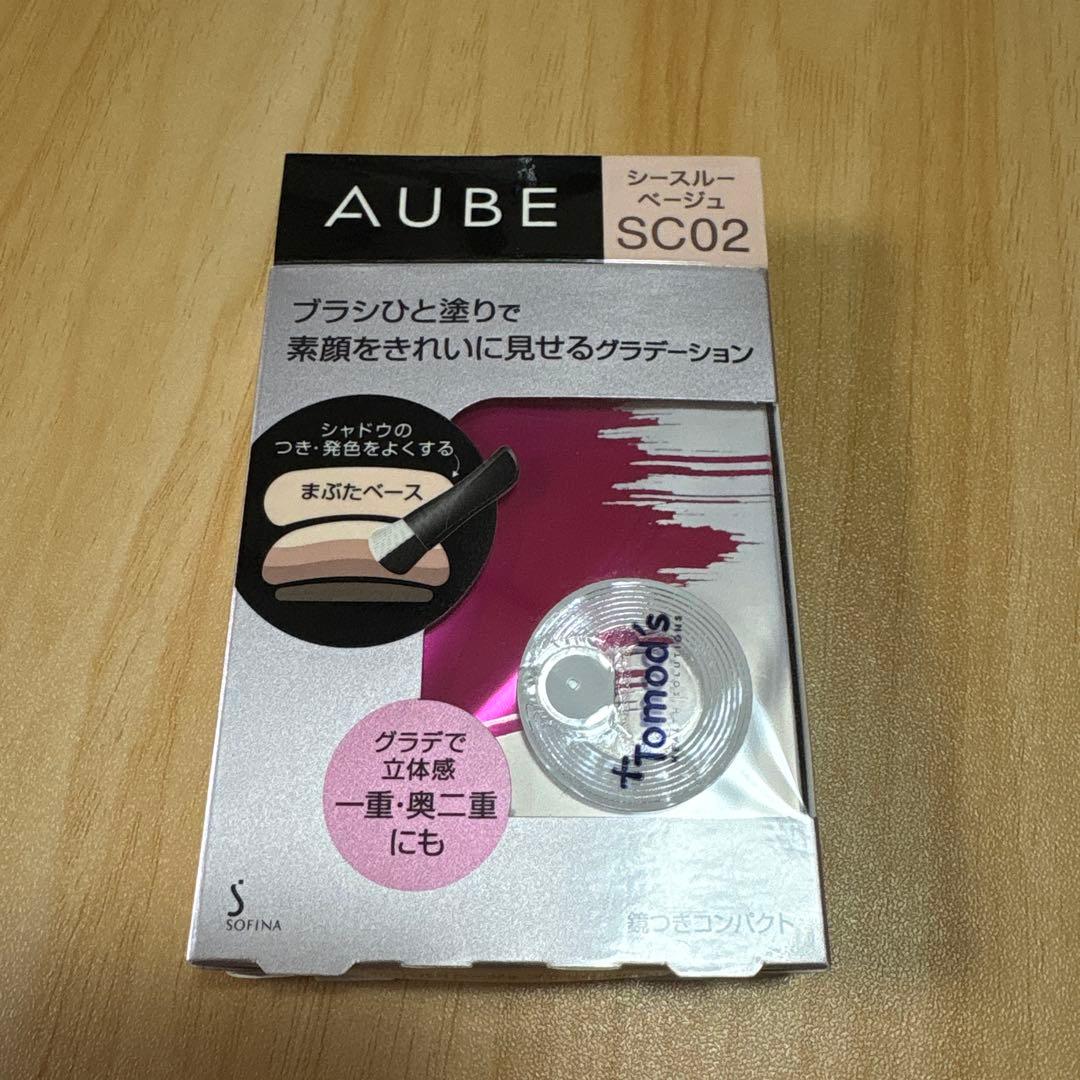 AUBE
シースルー
ベージュ
SC02
ブラシひと塗りで
素顔をきれいに見せるグラデーション
シャドウの
つき・発色をよくする
まぶたベース
+Tomod's
HEALTH SOLUTIONS
グラデで
立体感
一重・奥二重
にも
SOFINA
鏡つきコンパクト